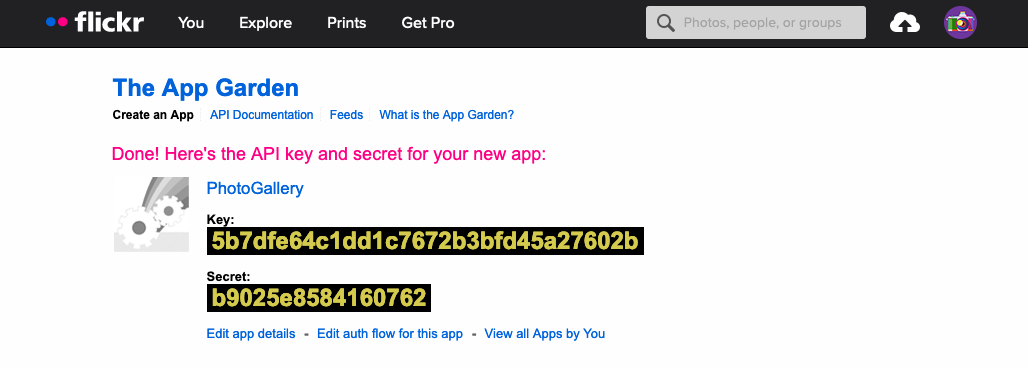 flickr You Explore Prints Get Pro Photos, people, or groups
The App Garden
Create an App API Documentation Feeds What is the App Garden?
Done! Here's the API key and secret for your new app:
PhotoGallery
Key:
5b7dfe64c1dd1c7672b3bfd45a27602b
Secret:
b9025e8584160762
Edit app details - Edit auth flow for this app - View all Apps by You